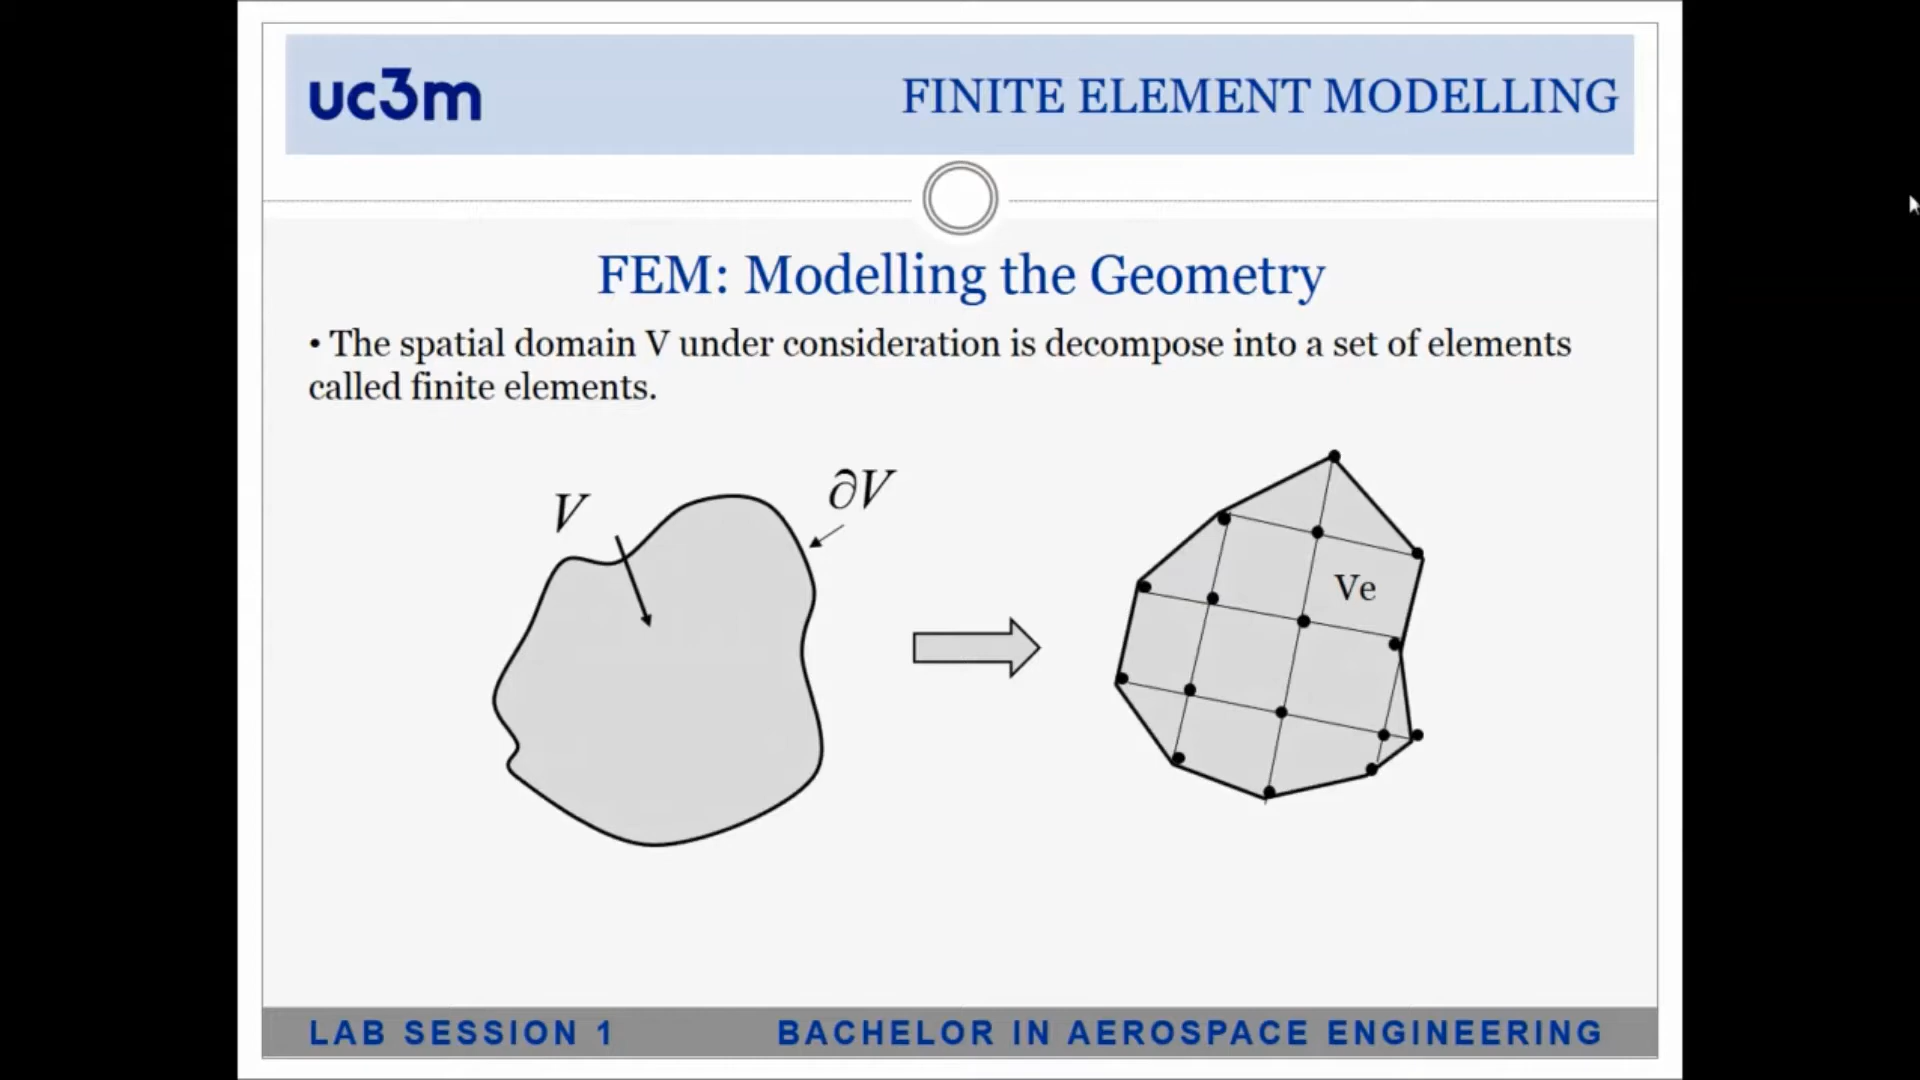 uc3m
FINITE ELEMENT MODELLING
FEM: Modelling the Geometry
• The spatial domain V under consideration is decompose into a set of elements
called finite elements.
V
∂V
Ve
LAB SESSION 1
BACHELOR IN AEROSPACE ENGINEERING